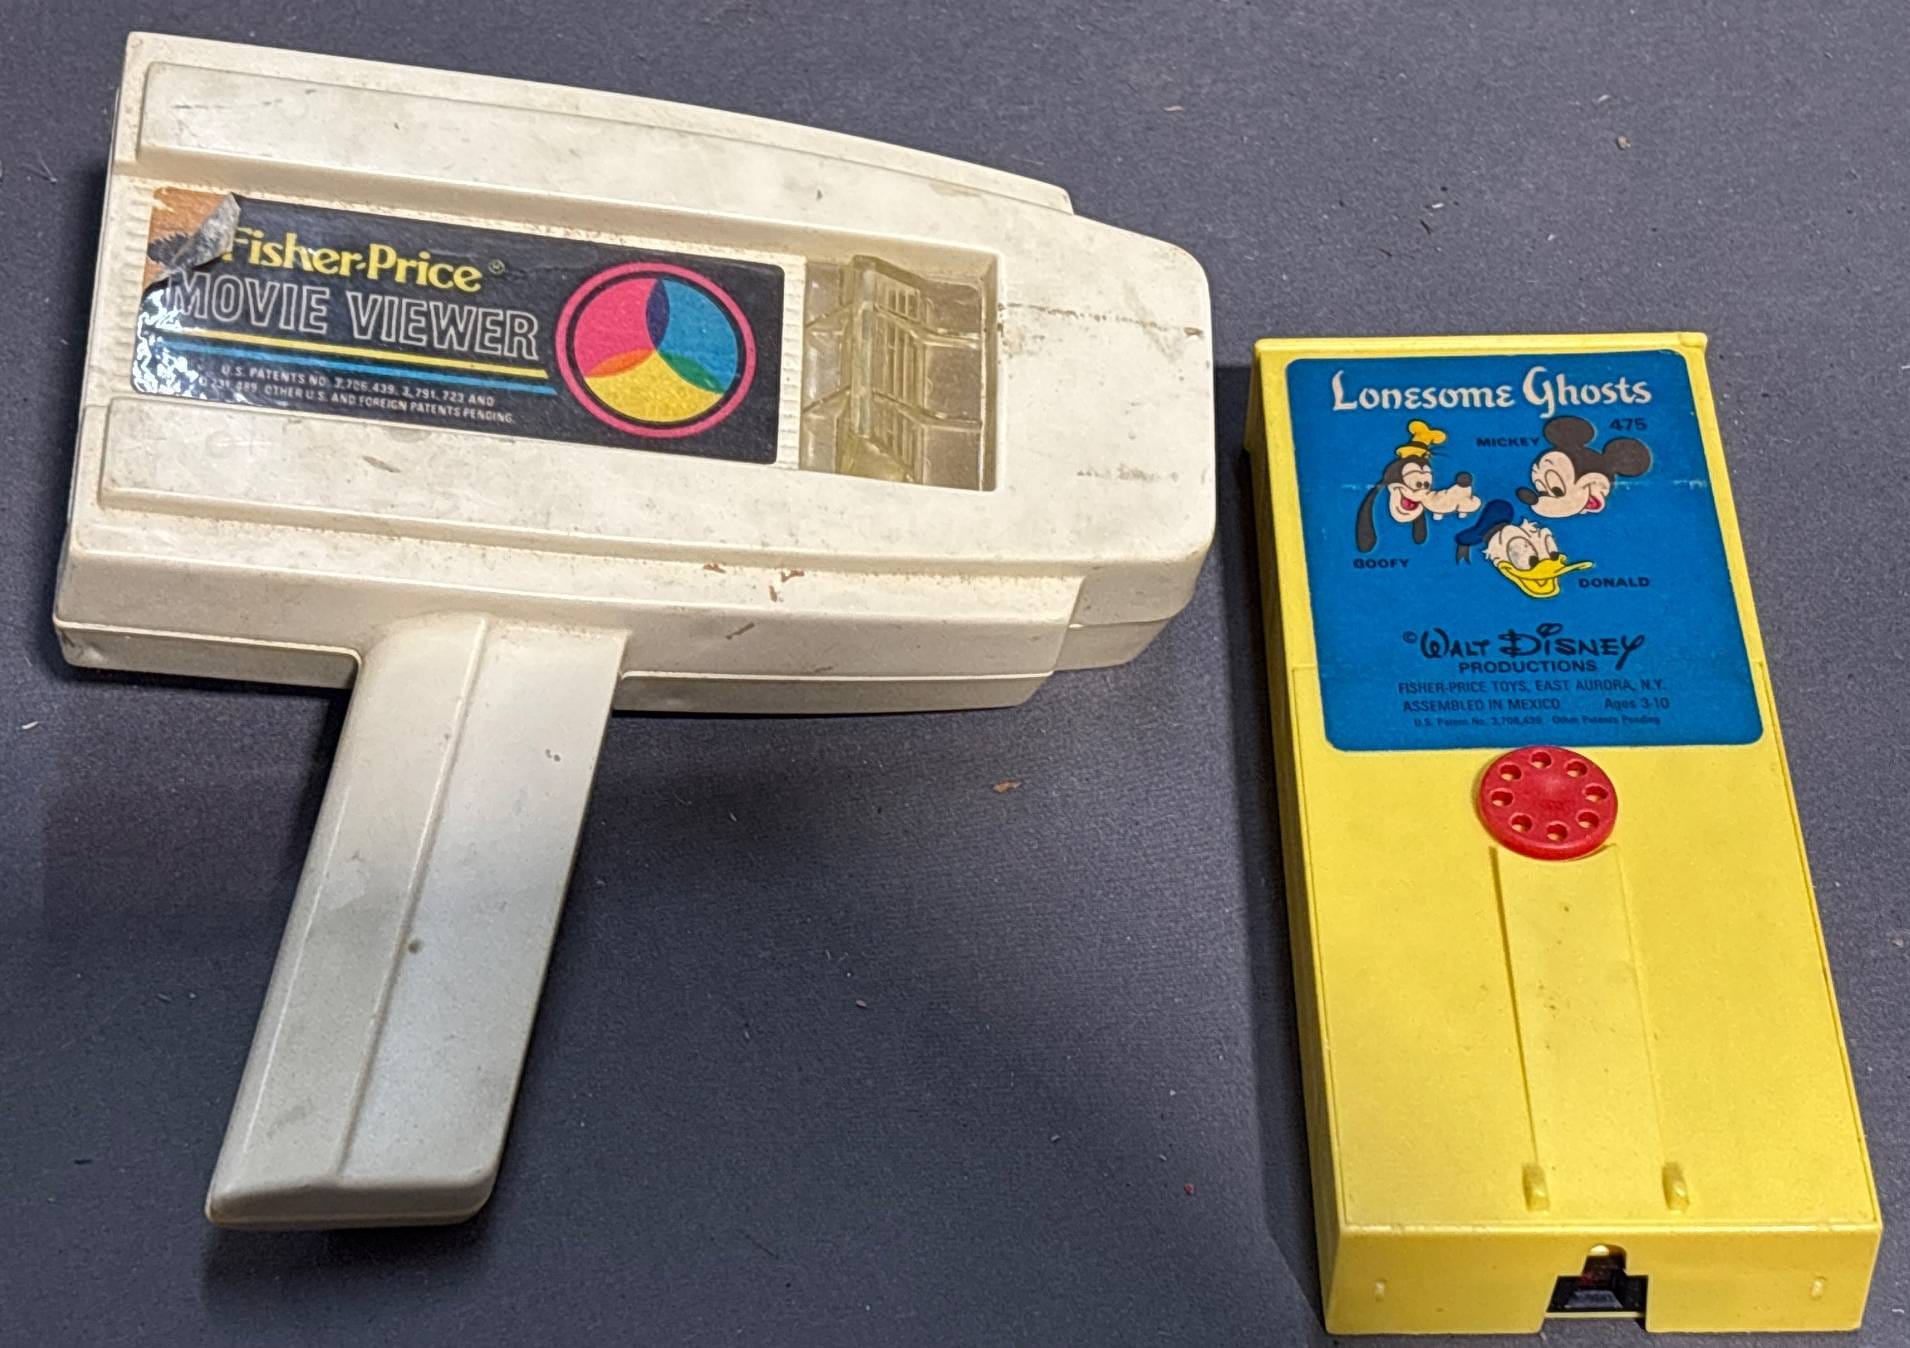 Fisher-Price®
MOVIE VIEWER
U.S. PATENTS NO. 3,706,439, 3,791,723 AND
OTHER U.S. AND FOREIGN PATENTS PENDING.
Lonesome Ghosts
475
MICKEY
GOOFY
DONALD
©WALT DISNEY
PRODUCTIONS
FISHER-PRICE TOYS, EAST AURORA, N.Y.
ASSEMBLED IN MEXICO Ages 3-10
U.S. Patent No. 3,706,439 Other Patents Pending